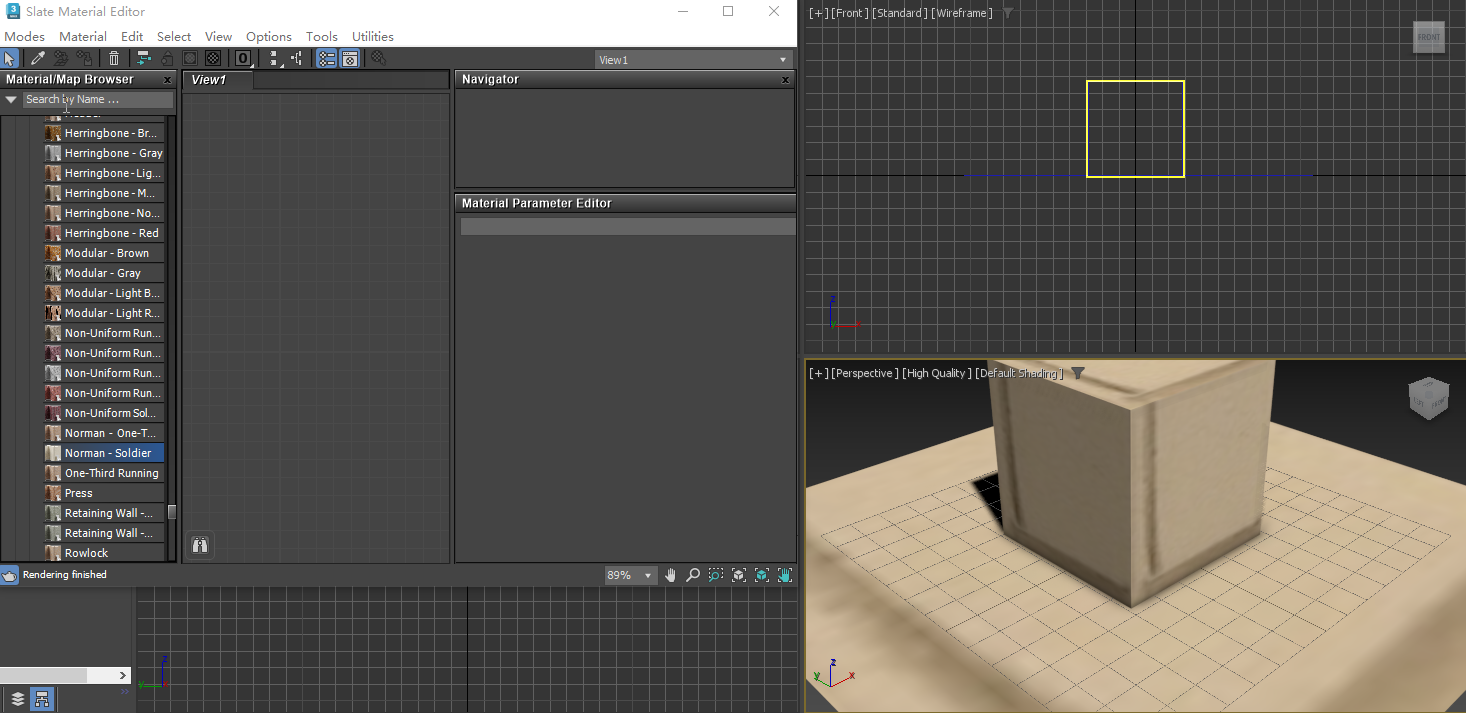 Slate Material Editor
Modes Material Edit Select View Options Tools Utilities
0 View1
Material/Map Browser x
Search by Name ...
Herringbone - Br...
Herringbone - Gray
Herringbone - Lig...
Herringbone - M...
Herringbone - No...
Herringbone - Red
Modular - Brown
Modular - Gray
Modular - Light B...
Modular - Light R...
Non-Uniform Run...
Non-Uniform Run...
Non-Uniform Run...
Non-Uniform Run...
Non-Uniform Sol...
Norman - One-T...
Norman - Soldier
One-Third Running
Press
Retaining Wall -...
Retaining Wall -...
Rowlock
View1
Navigator x
Material Parameter Editor
Rendering finished
89%
z
y
[+] [Front ] [Standard ] [Wireframe ]
FRONT
z
y
[+] [Perspective ] [High Quality ] [Default Shading ]
FRONT
z
y
x